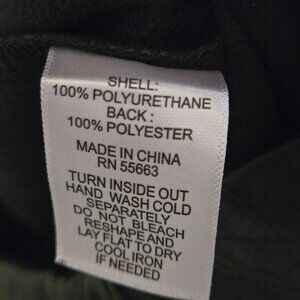 SHELL:
100% POLYURETHANE
BACK:
100% POLYESTER
MADE IN CHINA
RN 55663
TURN INSIDE OUT
HAND WASH COLD
SEPARATELY
DO NOT BLEACH
RESHAPE AND
LAY FLAT TO DRY
COOL IRON
IF NEEDED